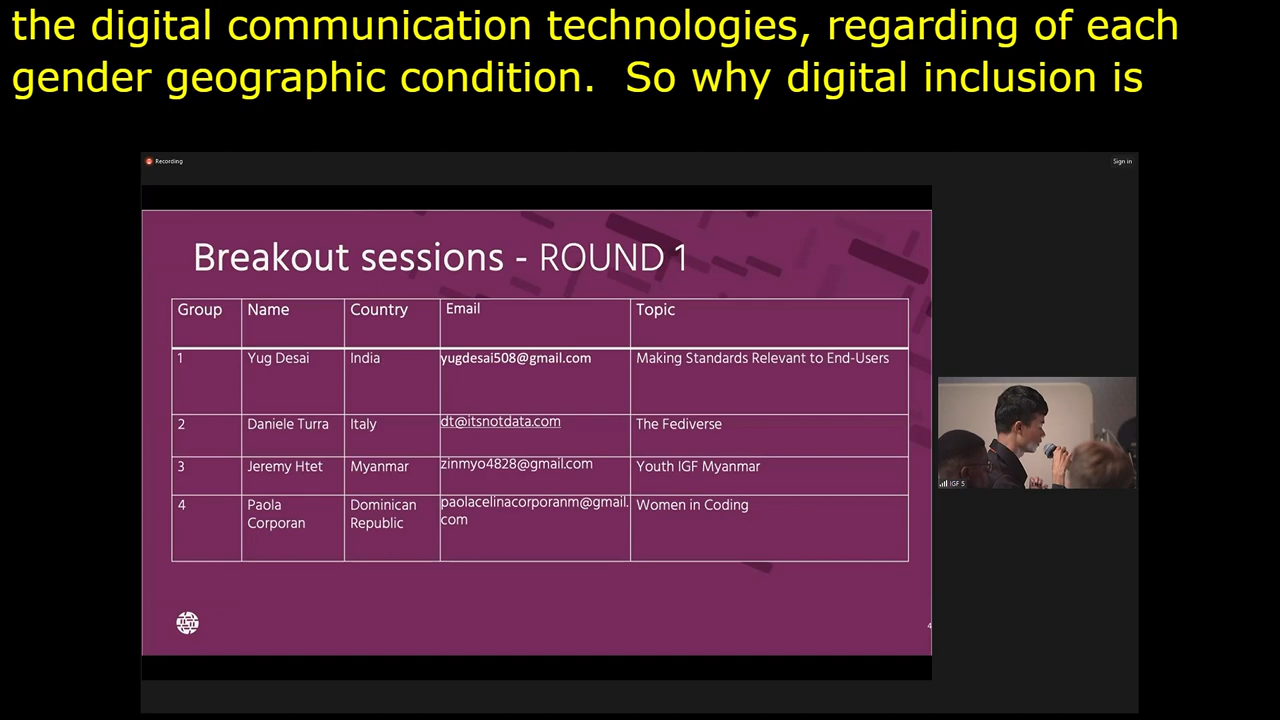 the digital communication technologies, regarding of each
gender geographic condition.  So why digital inclusion is
Recording
Sign in
Breakout sessions - ROUND 1
Group Name Country Email Topic
1 Yug Desai India yugdesai508@gmail.com Making Standards Relevant to End-Users
2 Daniele Turra Italy dt@itsnotdata.com The Fediverse
3 Jeremy Htet Myanmar zinmyo4828@gmail.com Youth IGF Myanmar
4 Paola Corporan Dominican Republic paolacelinacorporanm@gmail.com Women in Coding
IGF 5
4